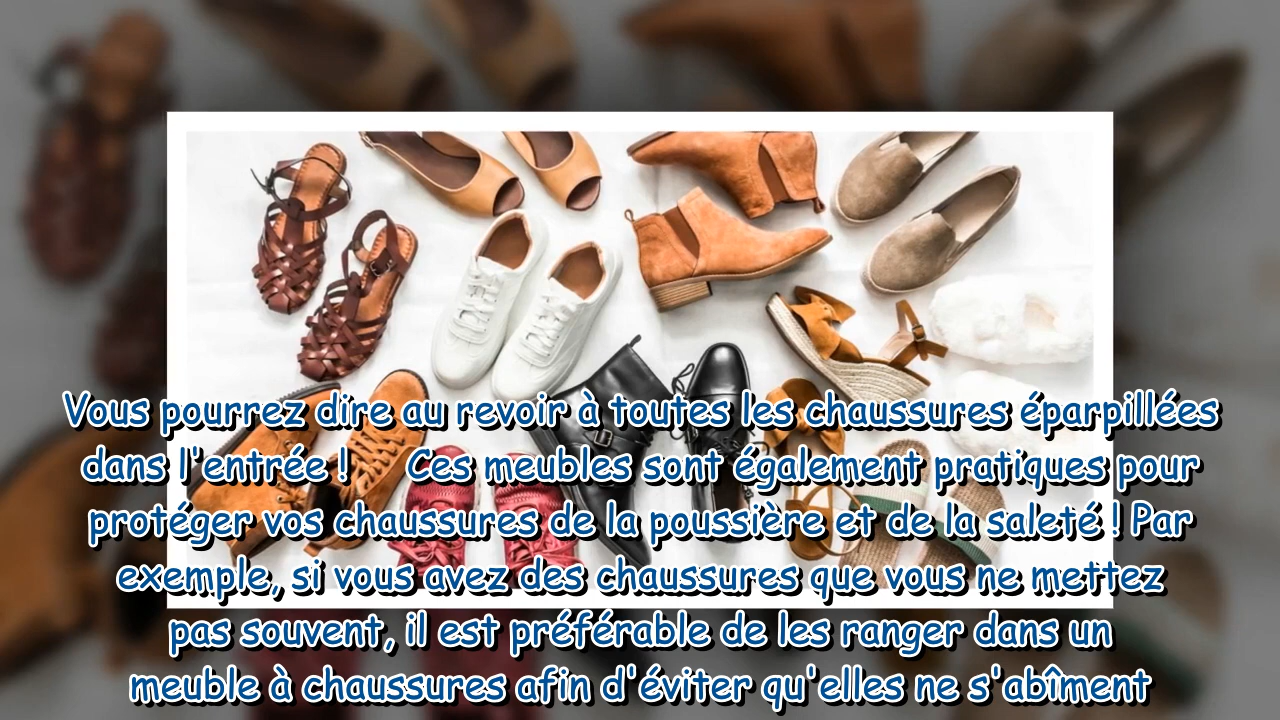 Vous pourrez dire au revoir à toutes les chaussures éparpillées
dans l'entrée ! Ces meubles sont également pratiques pour
protéger vos chaussures de la poussière et de la saleté ! Par
exemple, si vous avez des chaussures que vous ne mettez
pas souvent, il est préférable de les ranger dans un
meuble à chaussures afin d'éviter qu'elles ne s'abîment